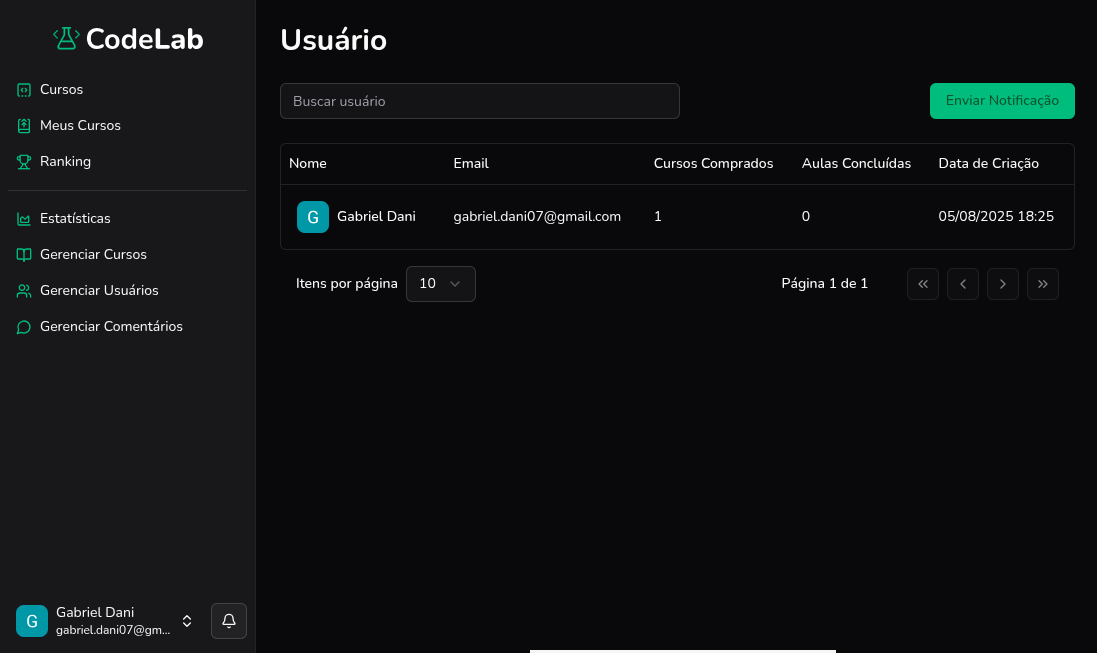 CodeLab
Cursos
Meus Cursos
Ranking
Estatísticas
Gerenciar Cursos
Gerenciar Usuários
Gerenciar Comentários
G
Gabriel Dani
gabriel.dani07@gm...
Usuário
Buscar usuário
Enviar Notificação
Nome Email Cursos Comprados Aulas Concluídas Data de Criação
G Gabriel Dani gabriel.dani07@gmail.com 1 0 05/08/2025 18:25
Itens por página 10 Página 1 de 1